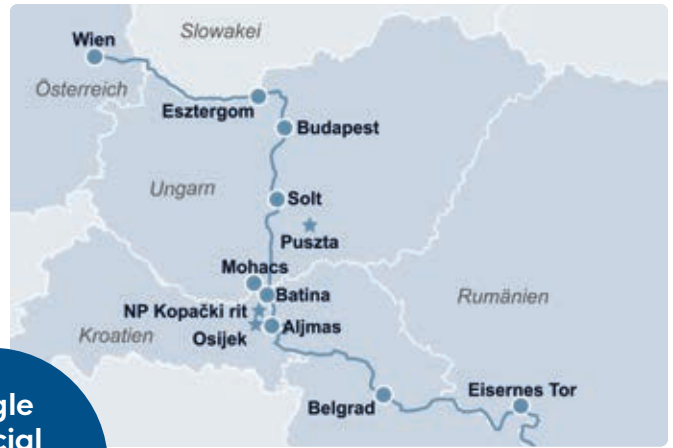 Slowakei
Wien
Österreich
Esztergom
Budapest
Ungarn
Solt
Puszta
Mohacs
Batina
NP Kopački rit
Rumänien
Kroatien
Osijek
Aljmas
Belgrad
Eisernes Tor